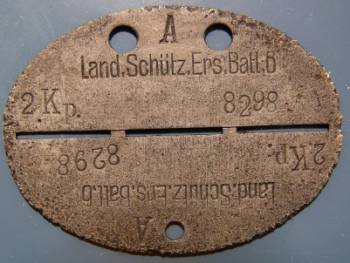 A
Land.Schütz.Ers.Batl.6
2.Kp. 8298.
A
Land.Schütz.Ers.Batl.6
2Kp. 8298